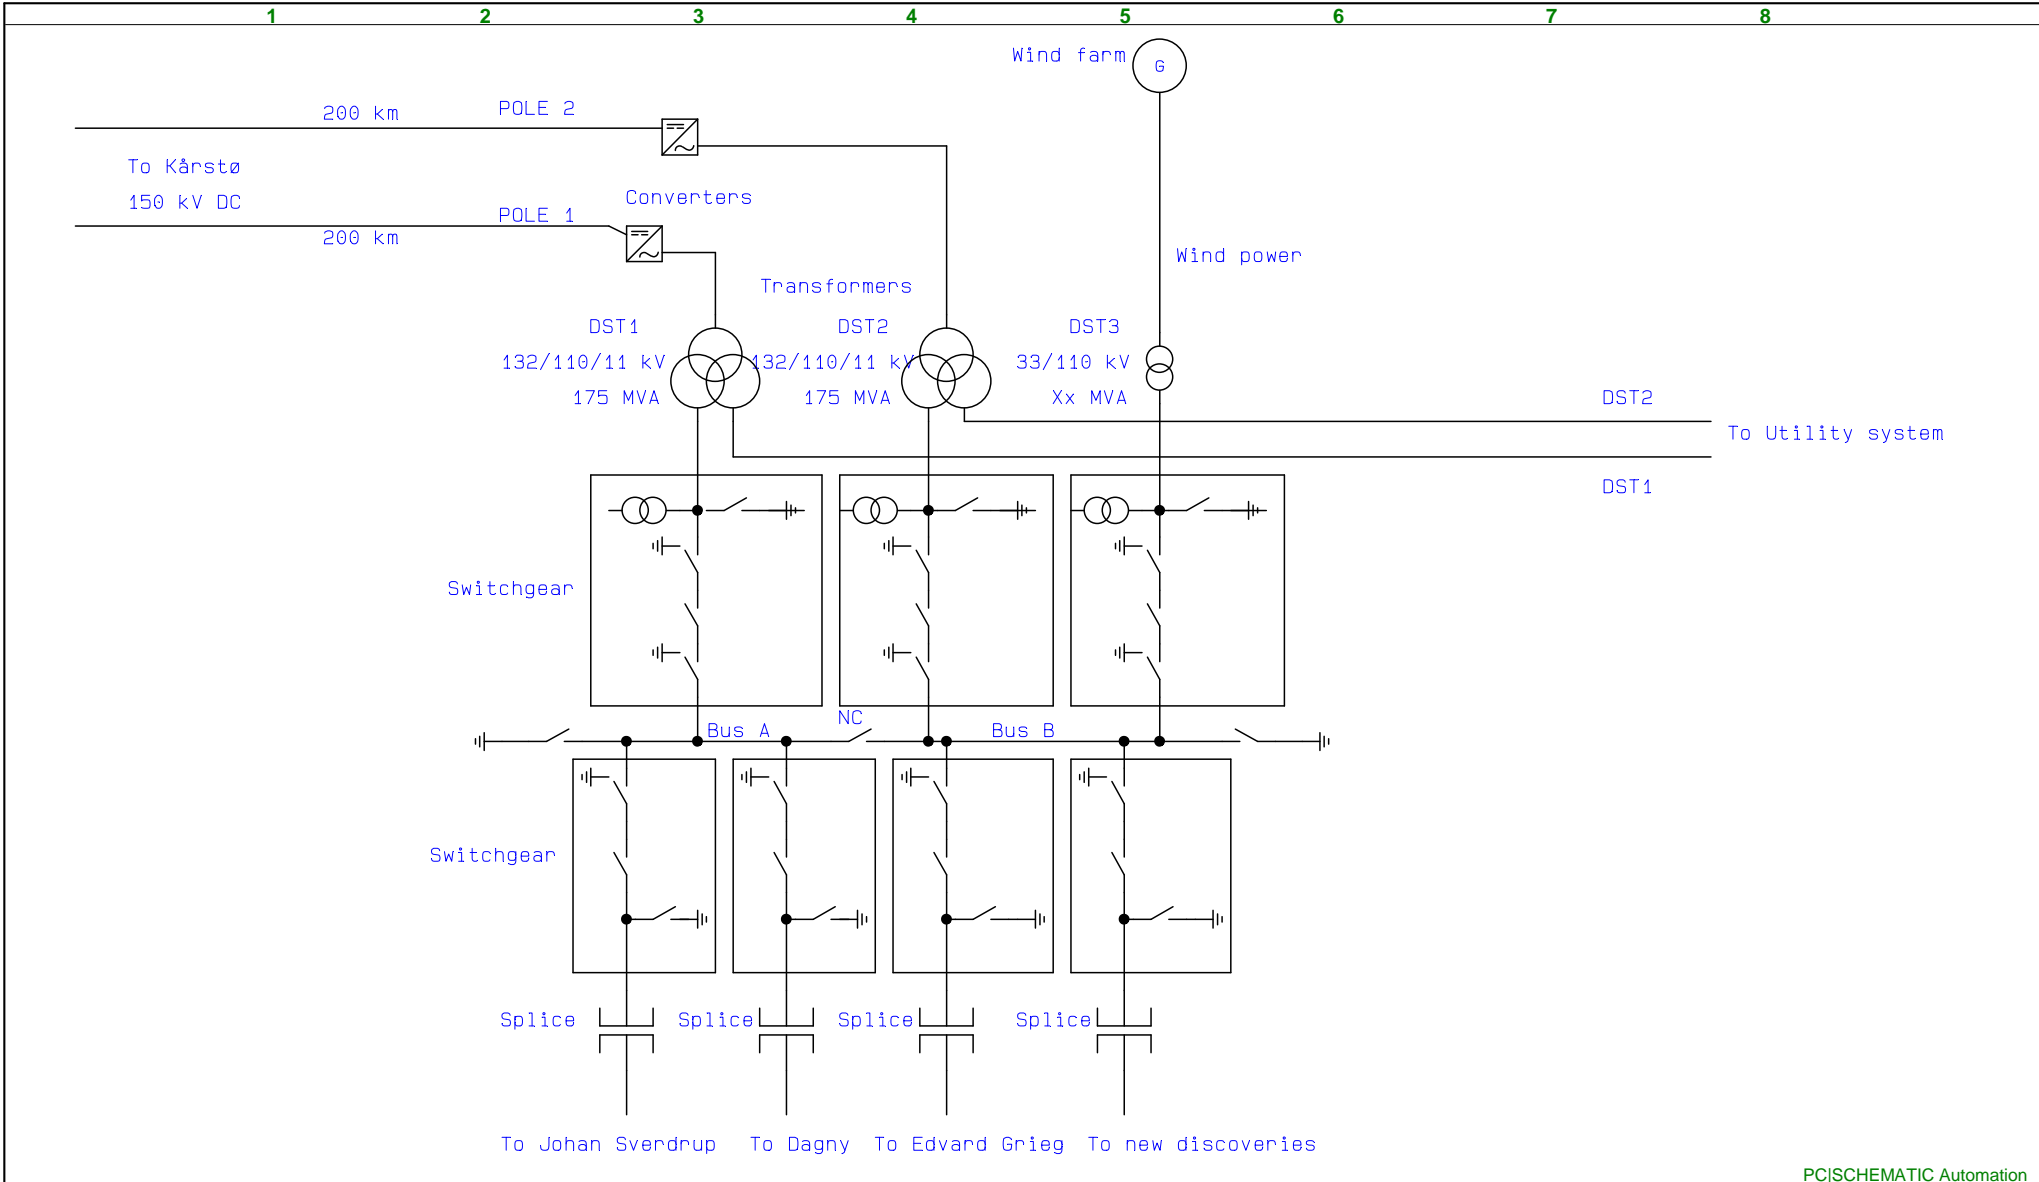 1 2 3 4 5 6 7 8
Wind farm
G
200 km
POLE 2
To Kårstø
150 kV DC
Converters
POLE 1
200 km
Wind power
Transformers
DST1
DST2
DST3
132/110/11 kV
132/110/11 kV
33/110 kV
175 MVA
175 MVA
Xx MVA
DST2
To Utility system
DST1
Switchgear
NC
Bus A
Bus B
Switchgear
Splice
Splice
Splice
Splice
To Johan Sverdrup
To Dagny
To Edvard Grieg
To new discoveries
PC|SCHEMATIC Automation